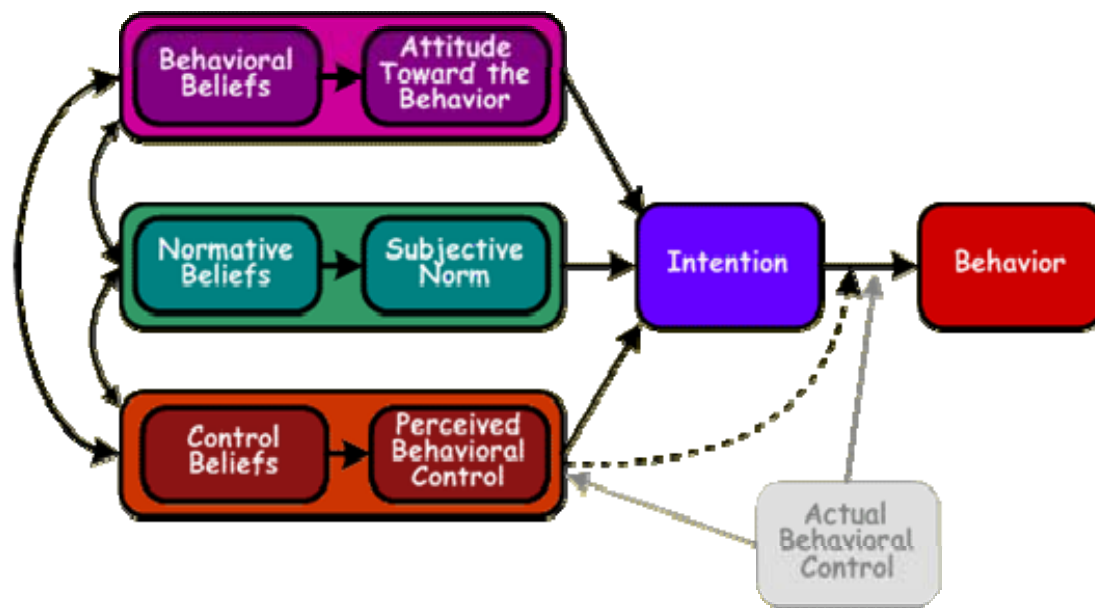 Behavioral
Beliefs
Attitude
Toward the
Behavior
Normative
Beliefs
Subjective
Norm
Intention
Behavior
Control
Beliefs
Perceived
Behavioral
Control
Actual
Behavioral
Control